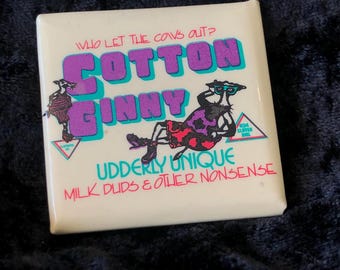 WHO LET THE COWS OUT?
COTTON
GINNY
UDDERLY UNIQUE
MILK DUDS & OTHER NONSENSE